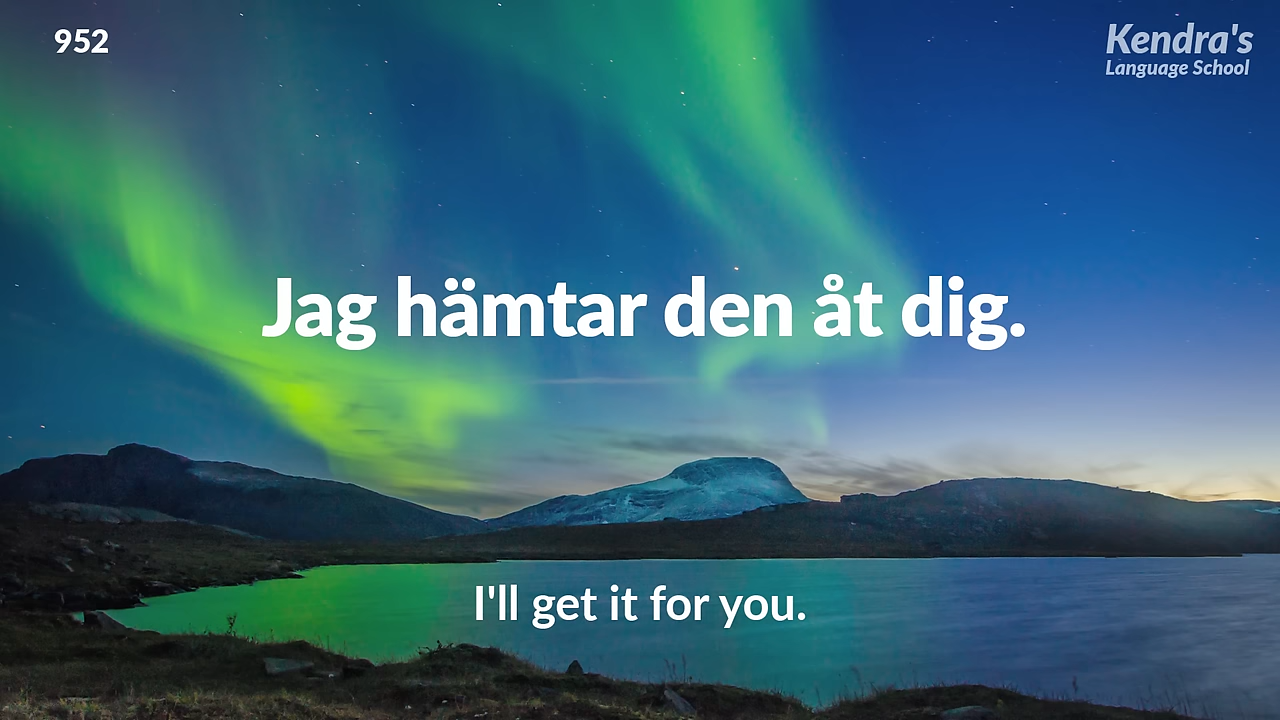 952
Kendra's
Language School
Jag hämtar den åt dig.
I'll get it for you.